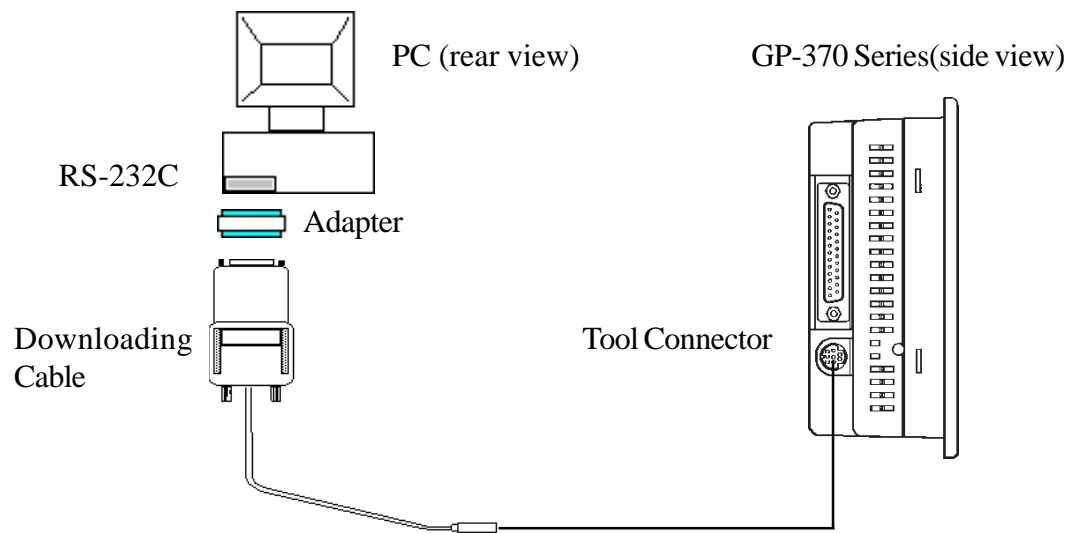 PC (rear view)
GP-370 Series(side view)
RS-232C
Adapter
Downloading
Cable
Tool Connector